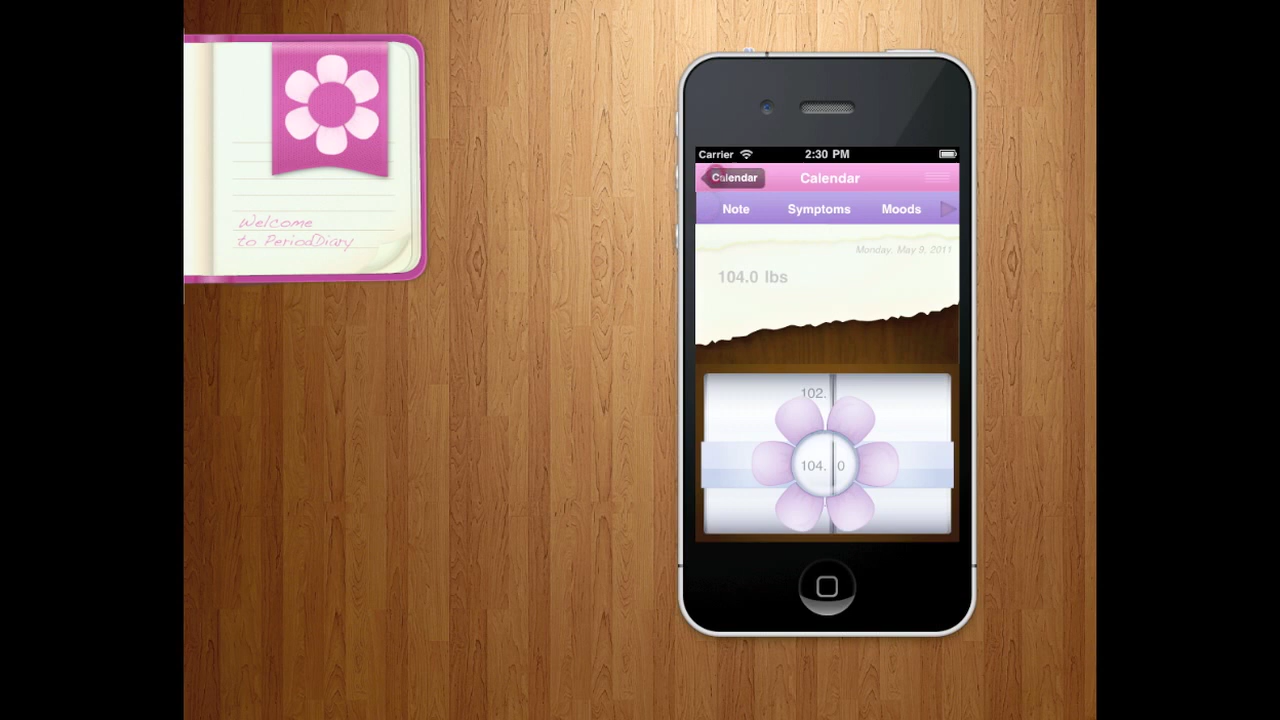 Welcome
to PeriodDiary
Carrier 2:30 PM
Calendar Calendar
Note Symptoms Moods
Monday, May 9, 2011
104.0 lbs
102.
104. 0